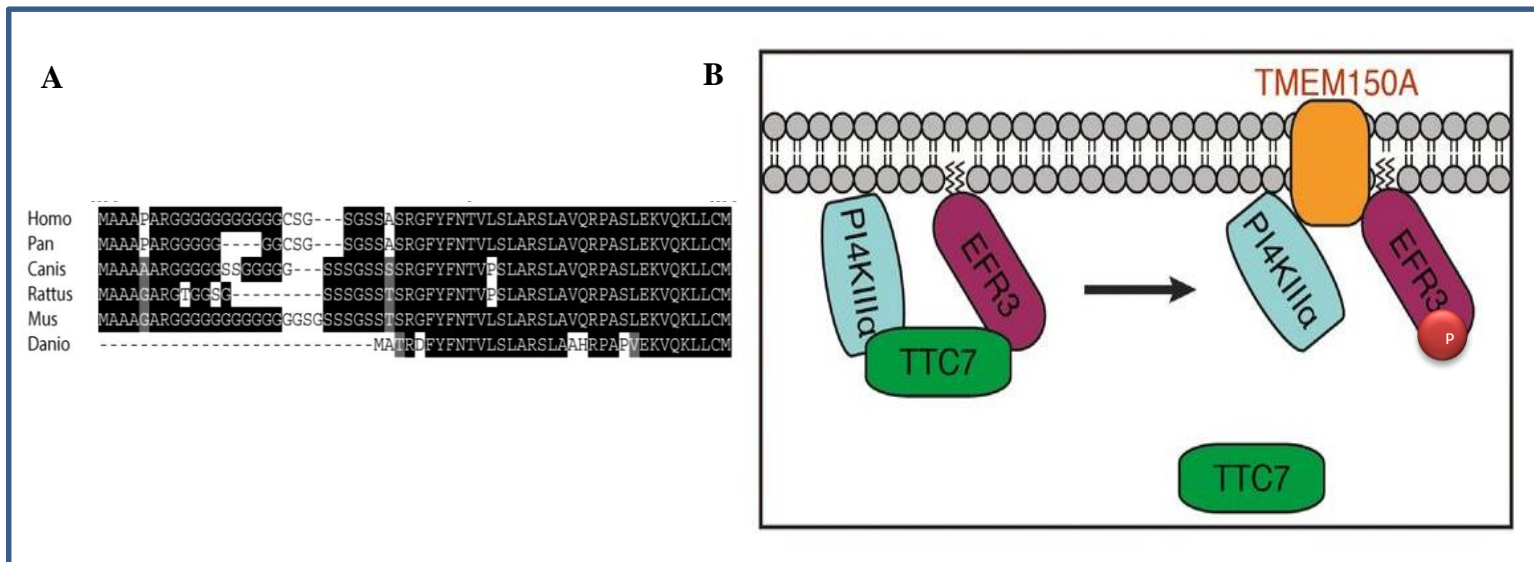 A
B
Homo MAAAPARGGGGGGGGGGGCSG---SGSSASRGFYFNTVLSLARSLAVQRPASLEKVQKLLCM
Pan MAAAPARGGGGG----GGCSG---SGSSASRGFYFNTVLSLARSLAVQRPASLEKVQKLLCM
Canis MAAAAARGGGGGSSGGGGG---SSSGSSSSRGFYFNTVPSLARSLAVQRPASLEKVQKLLCM
Rattus MAAAGARGTGGSG---------SSSGSSTSRGFYFNTVPSLARSLAVQRPASLEKVQKLLCM
Mus MAAAGARGGGGGGGGGGGGGSGSSSGSSTSRGFYFNTVLSLARSLAVQRPASLEKVQKLLCM
Danio ---------------------------MATRDFYFNTVLSLARSLAAHRPAPVEKVQKLLCM
TMEM150A
PI4KIIIα
EFR3
TTC7
PI4KIIIα
EFR3
P
TTC7